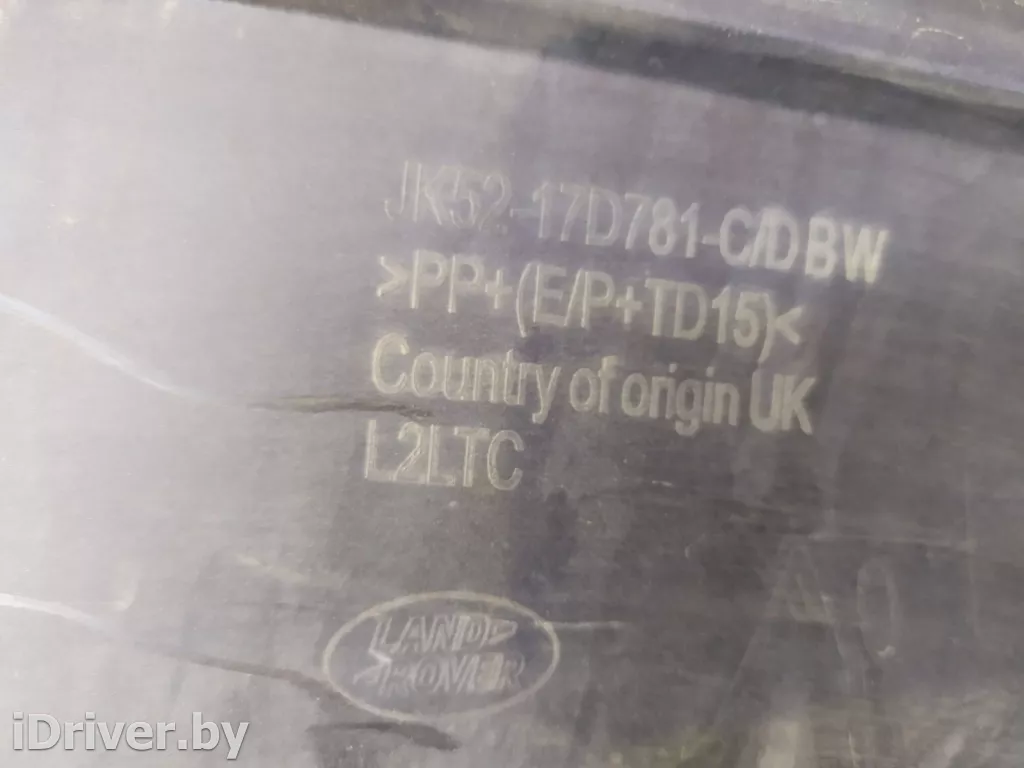 JK52-17D781-C/D BW
>PP+(E/P+TD15)<
Country of origin UK
L2LTC
LAND
ROVER
iDriver.by